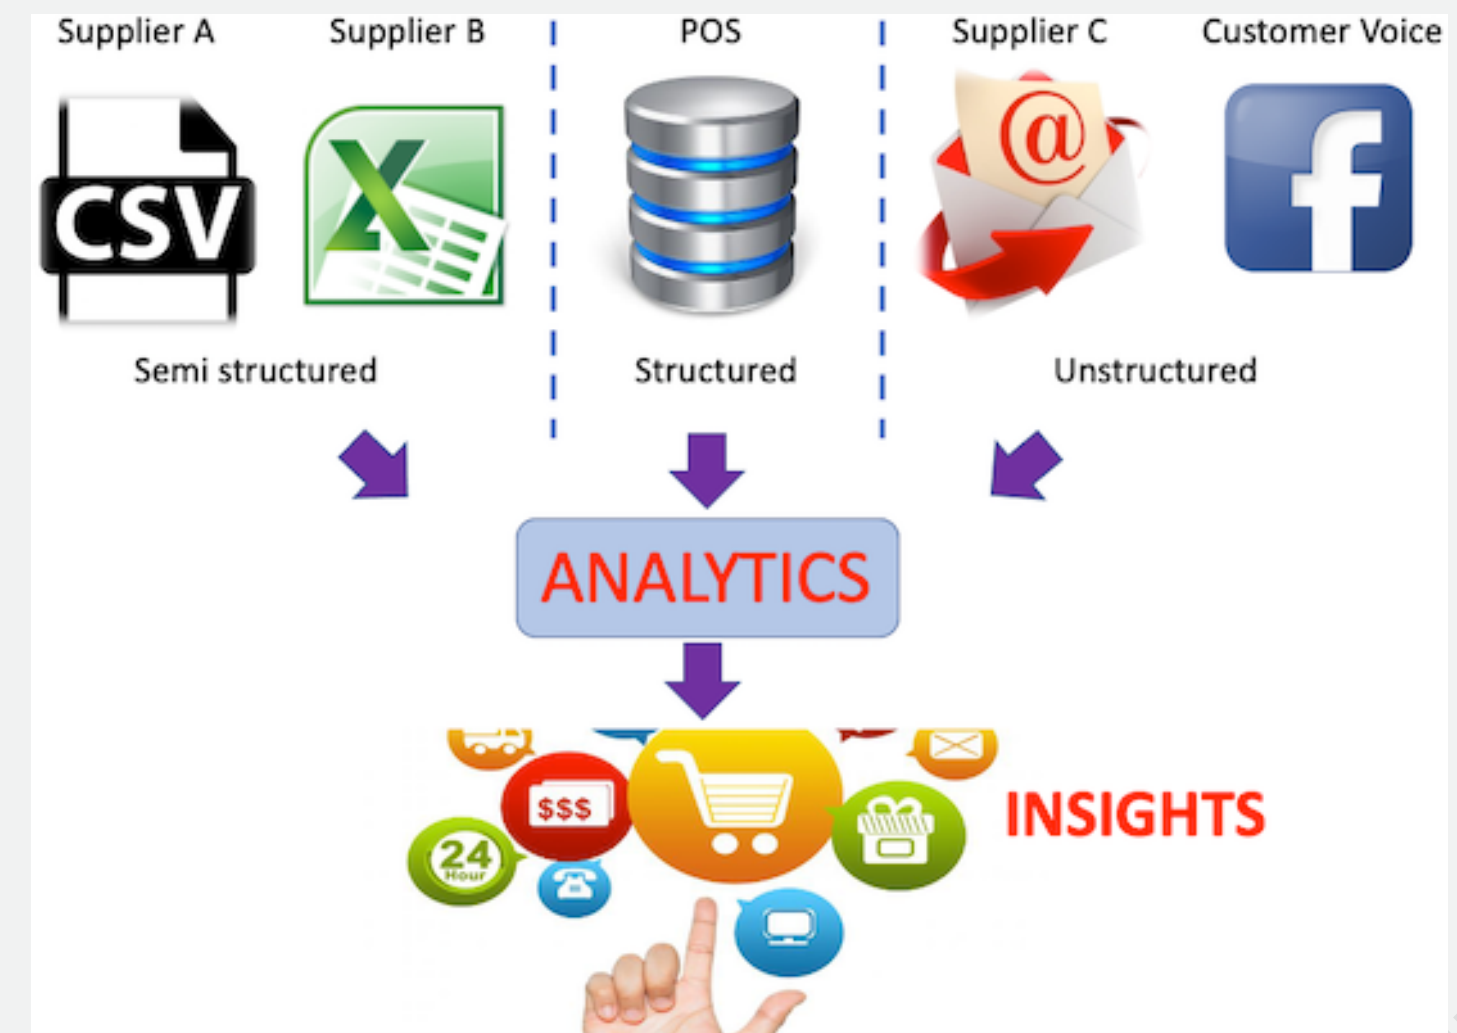 Supplier A
Supplier B
POS
Supplier C
Customer Voice
CSV
X
@
f
Semi structured
Structured
Unstructured
ANALYTICS
$$$
INSIGHTS
24
Hour